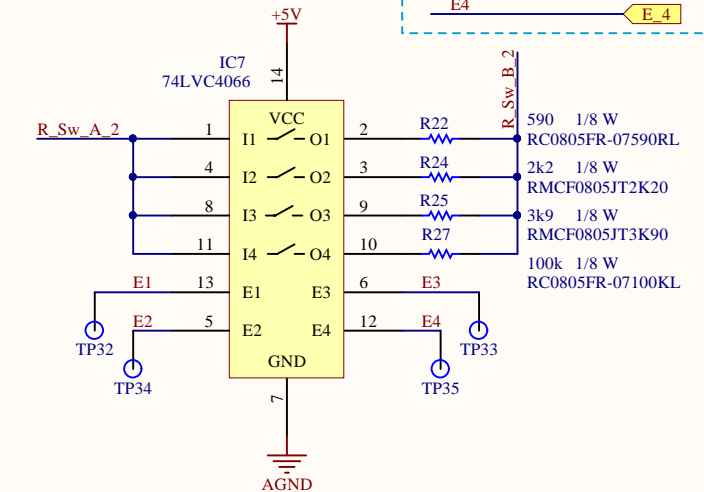 E4
E_4
+5V
IC7
74LVC4066
14
R_Sw_B_2
VCC
R_Sw_A_2
1
I1
O1
2
R22
590 1/8 W
RC0805FR-07590RL
4
I2
O2
3
R24
2k2 1/8 W
RMCF0805JT2K20
8
I3
O3
9
R25
3k9 1/8 W
RMCF0805JT3K90
11
I4
O4
10
R27
100k 1/8 W
RC0805FR-07100KL
E1
13
E1
E3
6
E3
E2
5
E2
E4
12
E4
TP32
TP33
GND
TP34
TP35
7
AGND